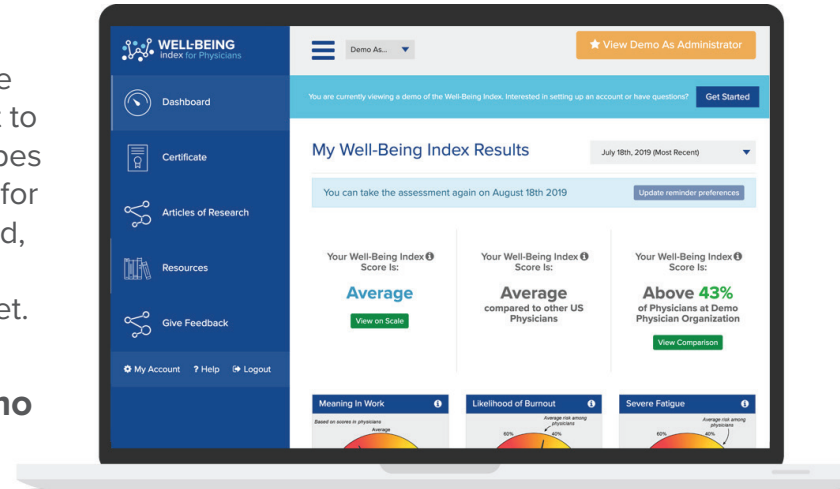 e
t to
pes
for
d,
et.
no
WELL-BEING
index for Physicians
Dashboard
Certificate
Articles of Research
Resources
Give Feedback
My Account ? Help Logout
Demo As...
View Demo As Administrator
You are currently viewing a demo of the Well-Being Index. Interested in setting up an account or have questions? Get Started
My Well-Being Index Results
July 18th, 2019 (Most Recent)
You can take the assessment again on August 18th 2019
Update reminder preferences
Your Well-Being Index
Score Is:
Average
View on Scale
Your Well-Being Index
Score Is:
Average
compared to other US
Physicians
Your Well-Being Index
Score Is:
Above 43%
of Physicians at Demo
Physician Organization
View Comparison
Meaning In Work
Based on scores in physicians
Average
Likelihood of Burnout
Average risk among
physicians
60% 40%
Severe Fatigue
Average risk among
physicians
60% 40%